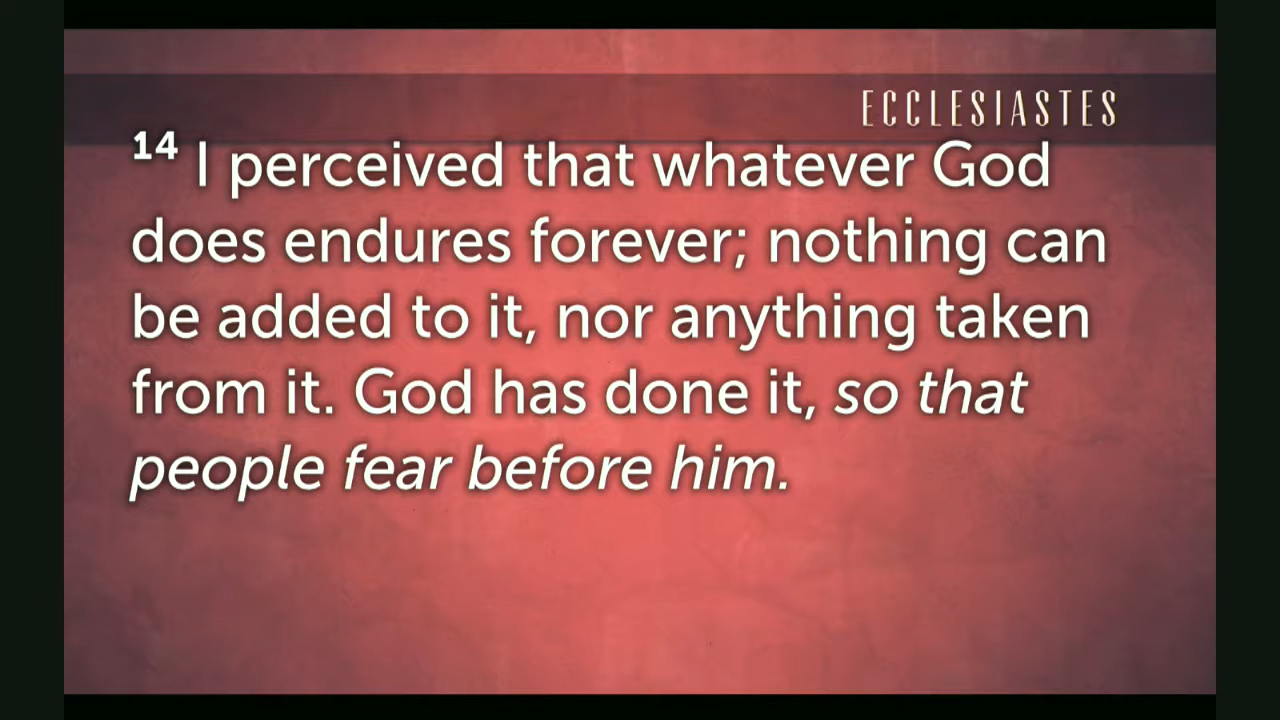 ECCLESIASTES
14 I perceived that whatever God
does endures forever; nothing can
be added to it, nor anything taken
from it. God has done it, so that
people fear before him.